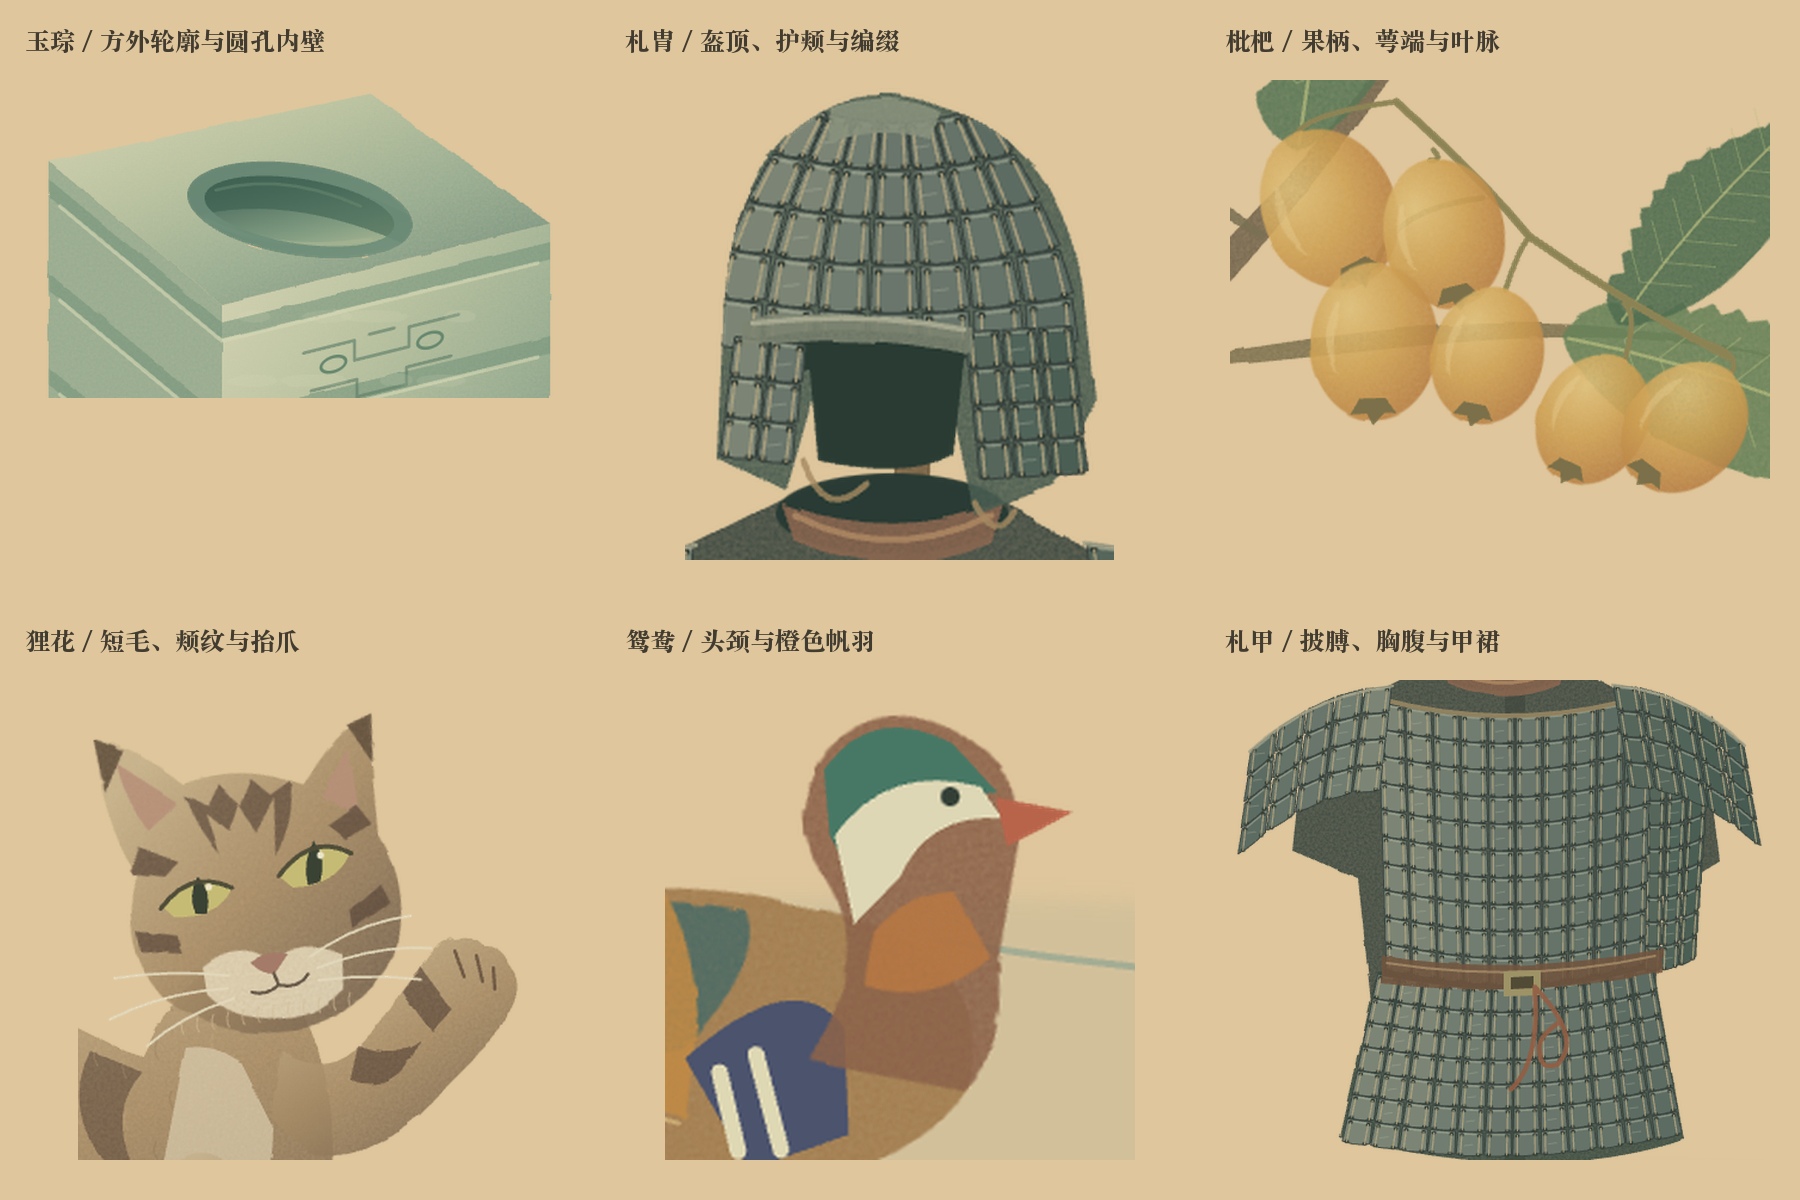 玉琮 / 方外轮廓与圆孔内壁
札胄 / 盔顶、护颊与编缀
枇杷 / 果柄、萼端与叶脉
狸花 / 短毛、颊纹与抬爪
鸳鸯 / 头颈与橙色帆羽
札甲 / 披膊、胸腹与甲裙